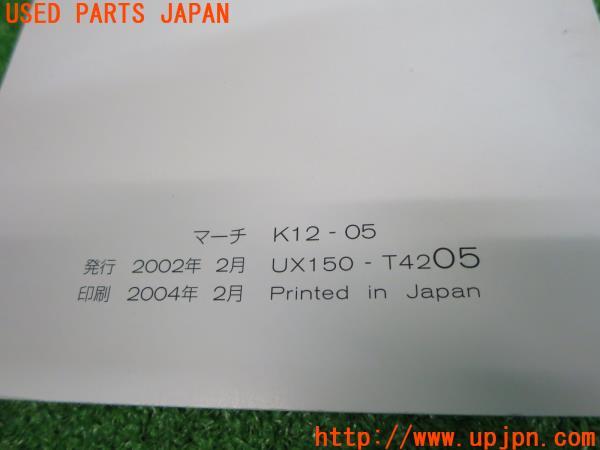 USED PARTS JAPAN
マーチ K12 - 05
発行 2002年 2月 UX150 - T4205
印刷 2004年 2月 Printed in Japan
http://www.upjpn.com